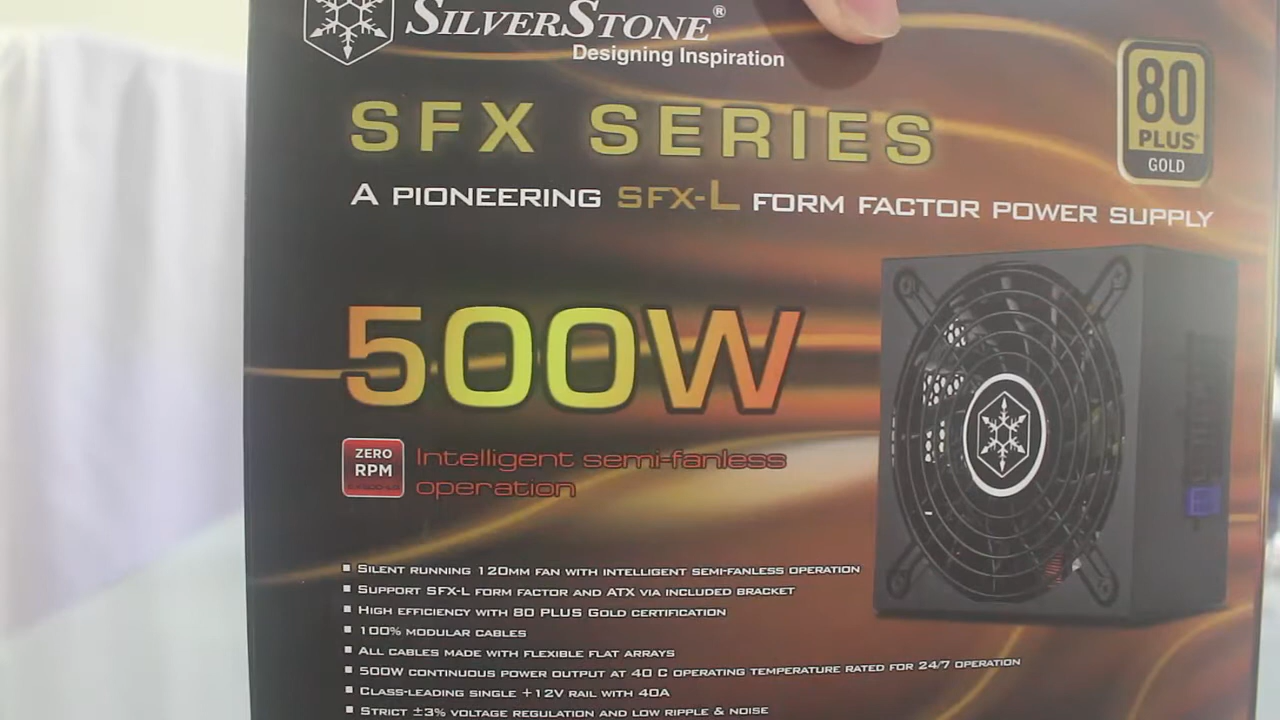 SILVERSTONE®
Designing Inspiration
80
PLUS®
GOLD
SFX SERIES
A PIONEERING SFX-L FORM FACTOR POWER SUPPLY
500W
ZERO
RPM
Intelligent semi-fanless
operation
SILENT RUNNING 120MM FAN WITH INTELLIGENT SEMI-FANLESS OPERATION
SUPPORT SFX-L FORM FACTOR AND ATX VIA INCLUDED BRACKET
HIGH EFFICIENCY WITH 80 PLUS GOLD CERTIFICATION
100% MODULAR CABLES
ALL CABLES MADE WITH FLEXIBLE FLAT ARRAYS
500W CONTINUOUS POWER OUTPUT AT 40 C OPERATING TEMPERATURE RATED FOR 24/7 OPERATION
CLASS-LEADING SINGLE +12V RAIL WITH 40A
STRICT ±3% VOLTAGE REGULATION AND LOW RIPPLE & NOISE